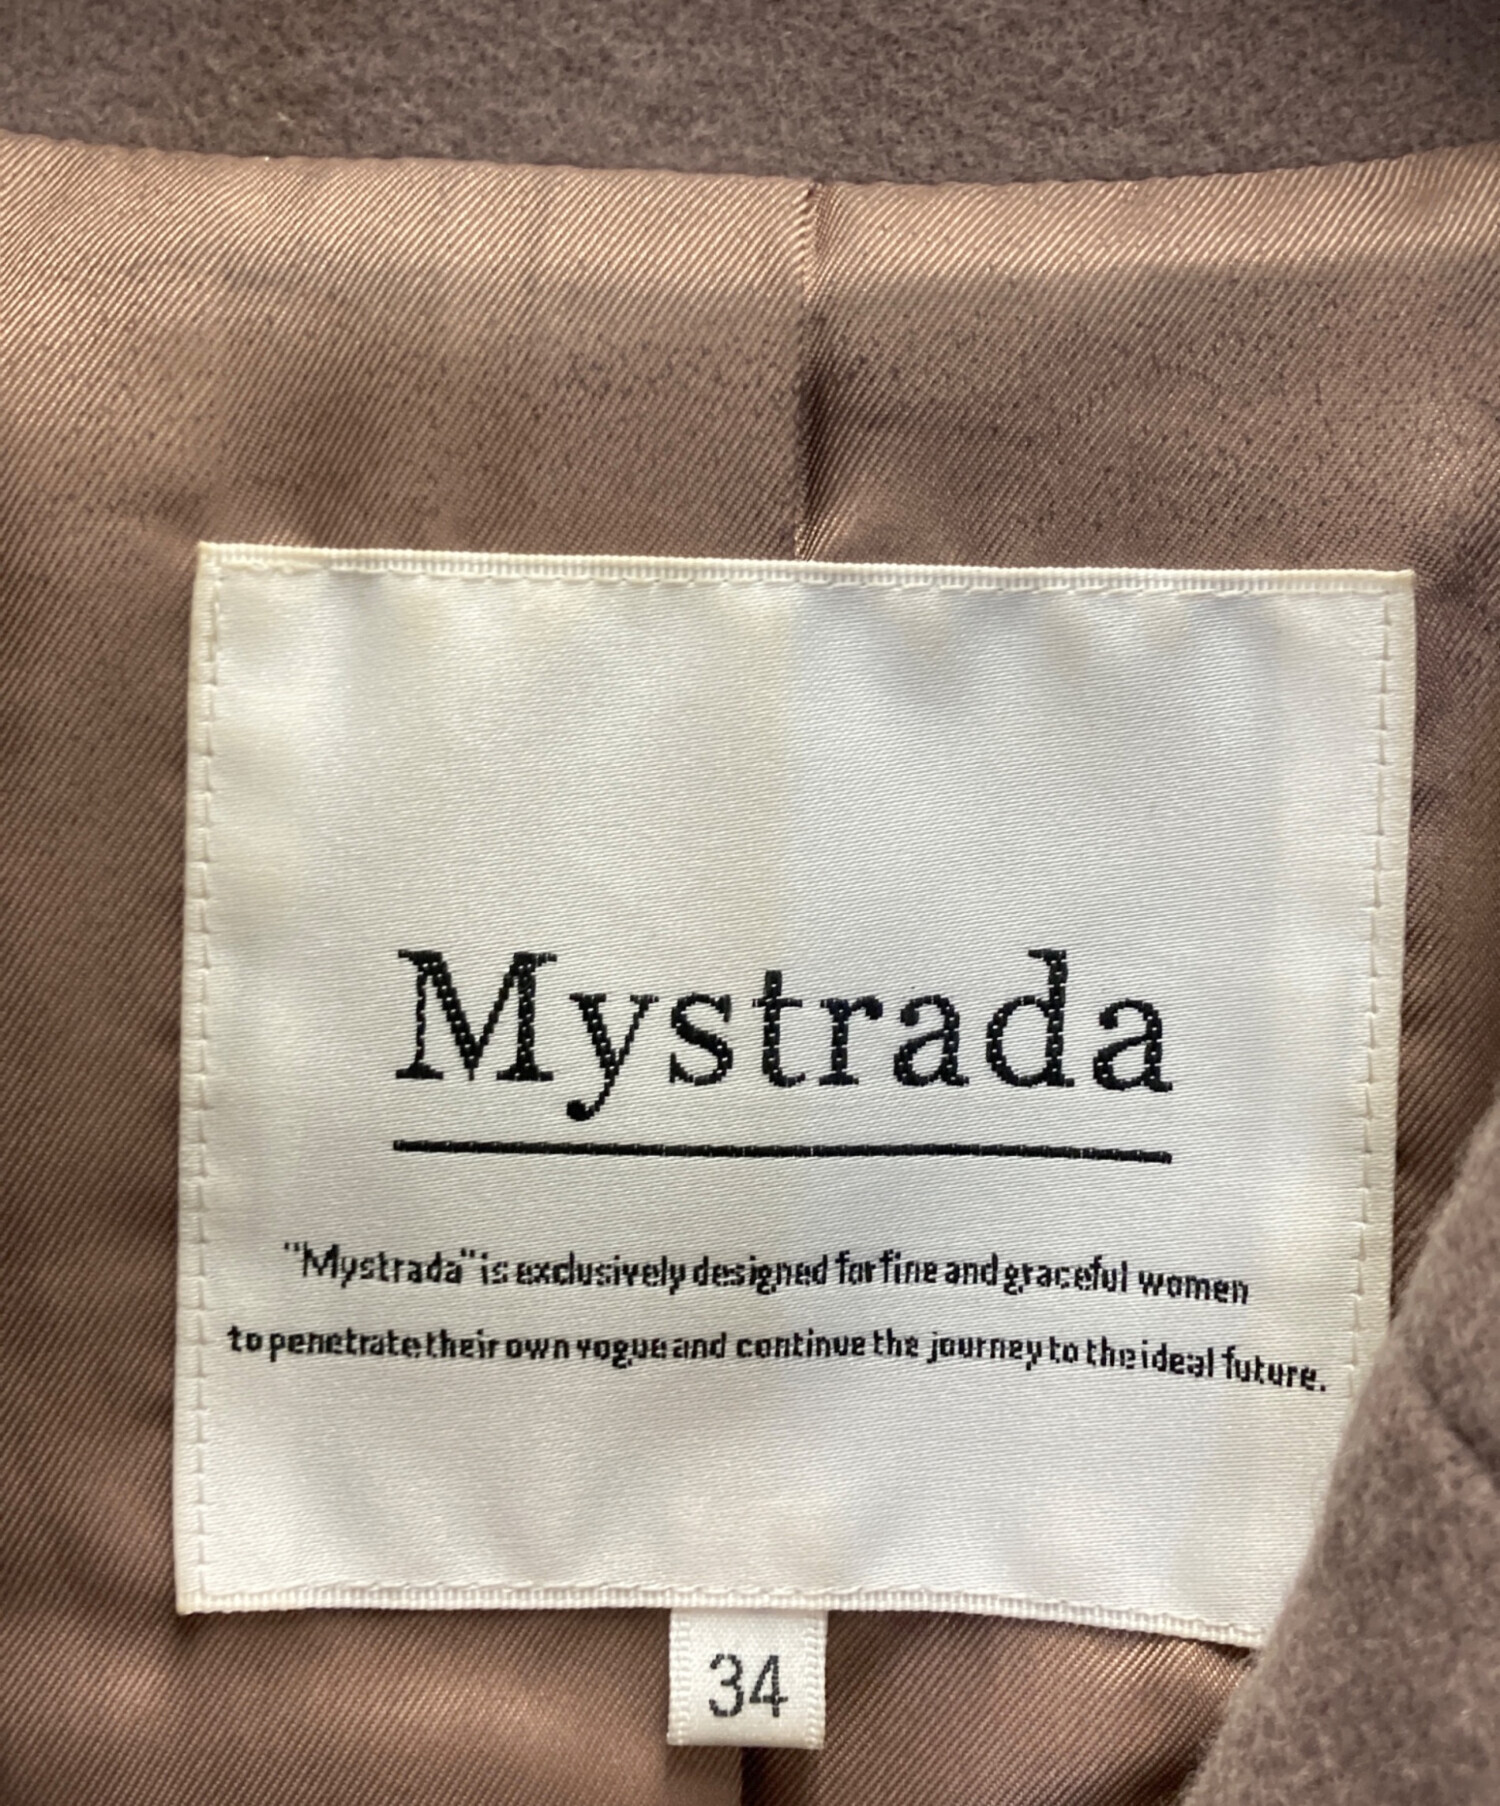 Mystrada
"Mystrada" is exclusively designed for fine and graceful women
to penetrate their own vogue and continue the journey to the ideal future.
34